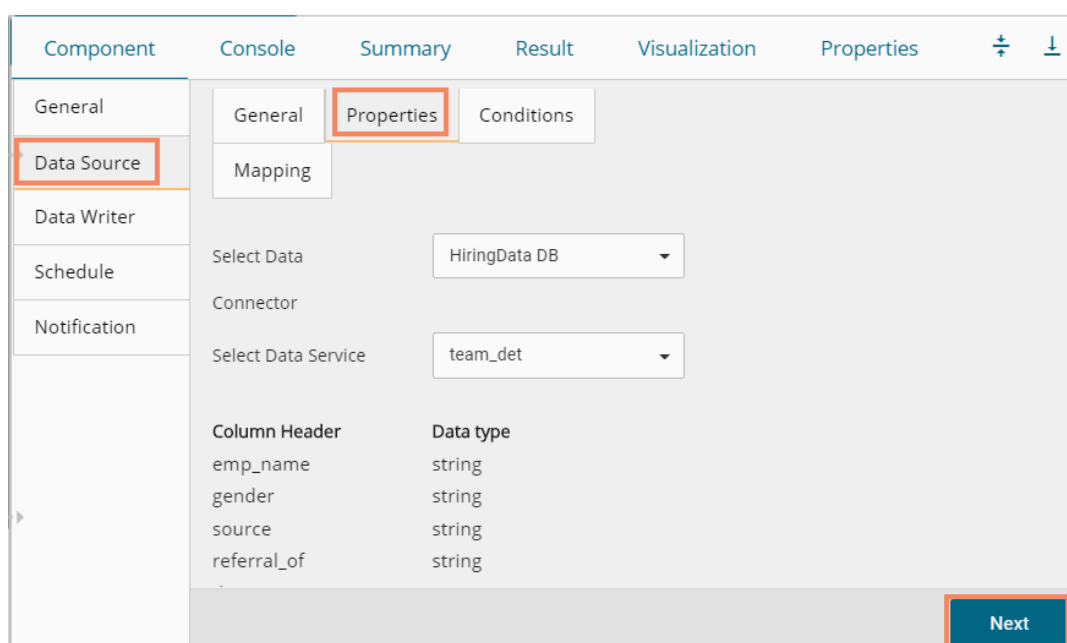 Component Console Summary Result Visualization Properties
General
Data Source
Data Writer
Schedule
Notification
General Properties Conditions
Mapping
Select Data
Connector
HiringData DB
Select Data Service team_det
Column Header Data type
emp_name string
gender string
source string
referral_of string
Next